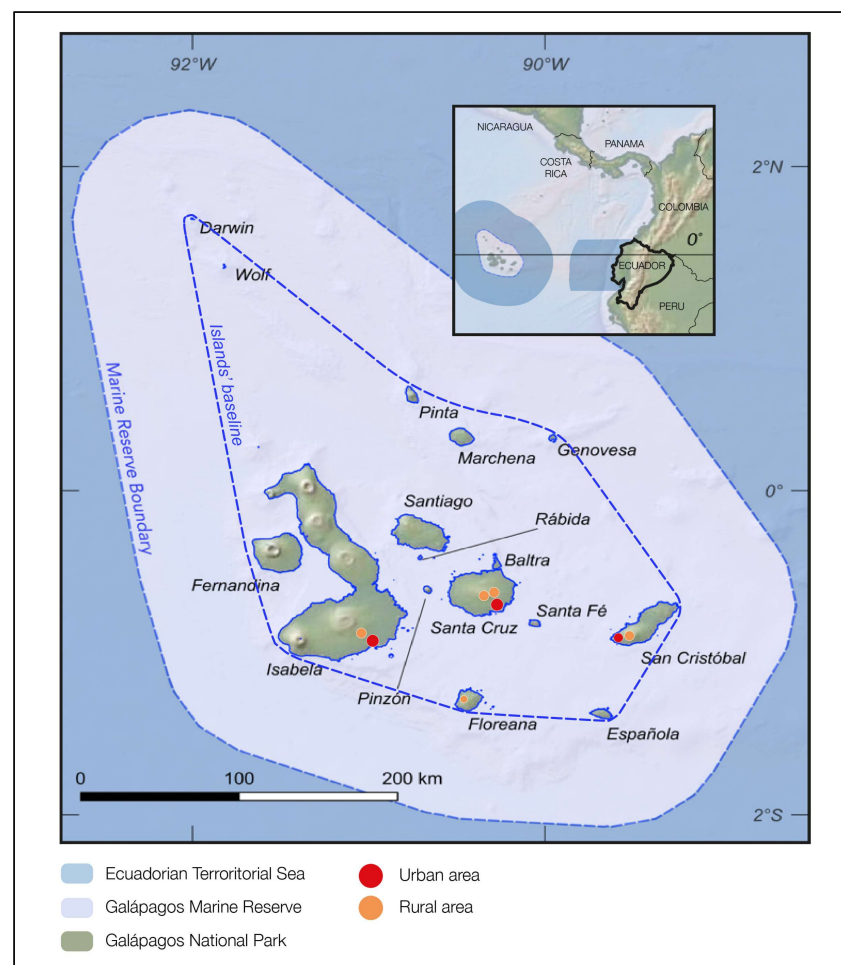 92°W
90°W
NICARAGUA
PANAMA
COSTA
RICA
2°N
COLOMBIA
Darwin
0°
Wolf
ECUADOR
PERU
Islands' baseline
Marine Reserve Boundary
Pinta
Marchena
Genovesa
0°
Santiago
Rábida
Baltra
Fernandina
Santa Fé
Santa Cruz
San Cristóbal
Isabela
Pinzón
Floreana
Española
0
100
200 km
2°S
Ecuadorian Terroritorial Sea
Urban area
Galápagos Marine Reserve
Rural area
Galápagos National Park